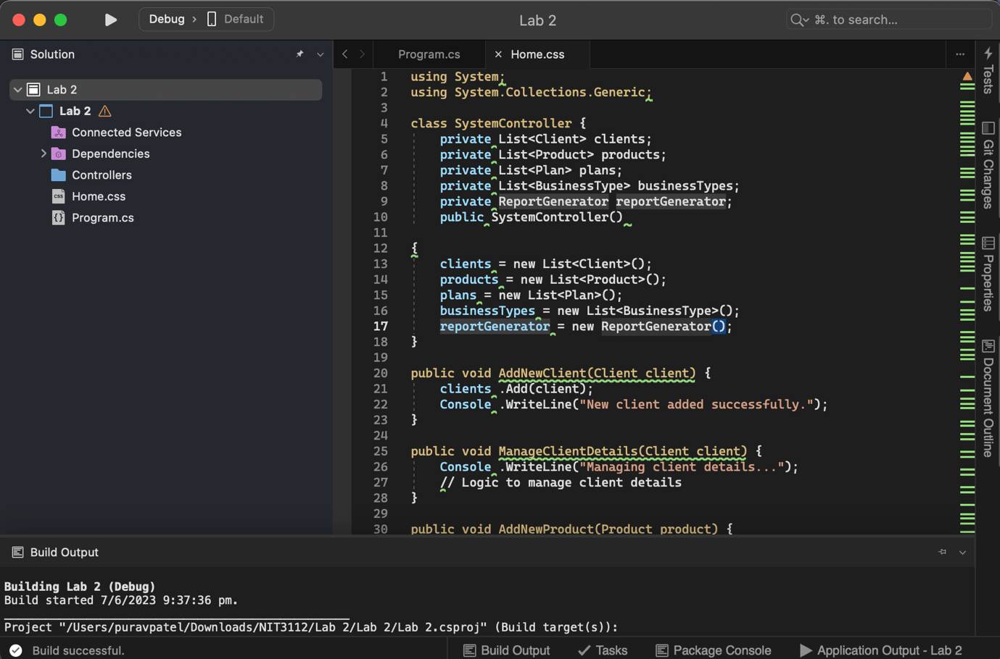 Debug › Default
Lab 2
⌘. to search...
Solution
Program.cs
Home.css
Lab 2
Lab 2
Connected Services
Dependencies
Controllers
css Home.css
{} Program.cs
1 using System;
2 using System.Collections.Generic;
3
4 class SystemController {
5 private List<Client> clients;
6 private List<Product> products;
7 private List<Plan> plans;
8 private List<BusinessType> businessTypes;
9 private ReportGenerator reportGenerator;
10 public SystemController()
11
12 {
13 clients = new List<Client>();
14 products = new List<Product>();
15 plans = new List<Plan>();
16 businessTypes = new List<BusinessType>();
17 reportGenerator = new ReportGenerator();
18 }
19
20 public void AddNewClient(Client client) {
21 clients .Add(client);
22 Console .WriteLine("New client added successfully.");
23 }
24
25 public void ManageClientDetails(Client client) {
26 Console .WriteLine("Managing client details...");
27 // Logic to manage client details
28 }
29
30 public void AddNewProduct(Product product) {
Tests
Git Changes
Properties
Document Outline
Build Output
Building Lab 2 (Debug)
Build started 7/6/2023 9:37:36 pm.
Project "/Users/puravpatel/Downloads/NIT3112/Lab 2/Lab 2/Lab 2.csproj" (Build target(s)):
Build successful.
Build Output
Tasks
Package Console
Application Output - Lab 2